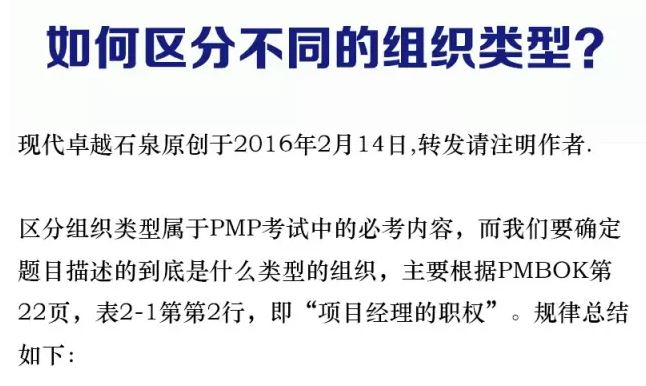 如何区分不同的组织类型?
现代卓越石泉原创于2016年2月14日,转发请注明作者.
区分组织类型属于PMP考试中的必考内容，而我们要确定
题目描述的到底是什么类型的组织，主要根据PMBOK第
22页，表2-1第第2行，即“项目经理的职权”。规律总结
如下: